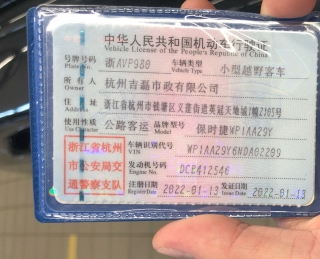 中华人民共和国机动车行驶证
Vehicle License of the People's Republic of China
号牌号码 浙AVP980 车辆类型 小型越野客车
Plate No. Vehicle Type
所有人 杭州吉磊市政有限公司
Owner
住址 浙江省杭州市钱塘区义蓬街道英冠天地城1幢2105号
Address
使用性质 公路客运 品牌型号 保时捷WP1AA29Y
Use Character Model
浙江省杭州 车辆识别代号 WP1AA29Y6NDA02289
VIN
市公安局交 发动机号码 DCB412546
Engine No.
通警察支队 注册日期 2022-01-13 发证日期 2022-01-13
Register Date Issue Date